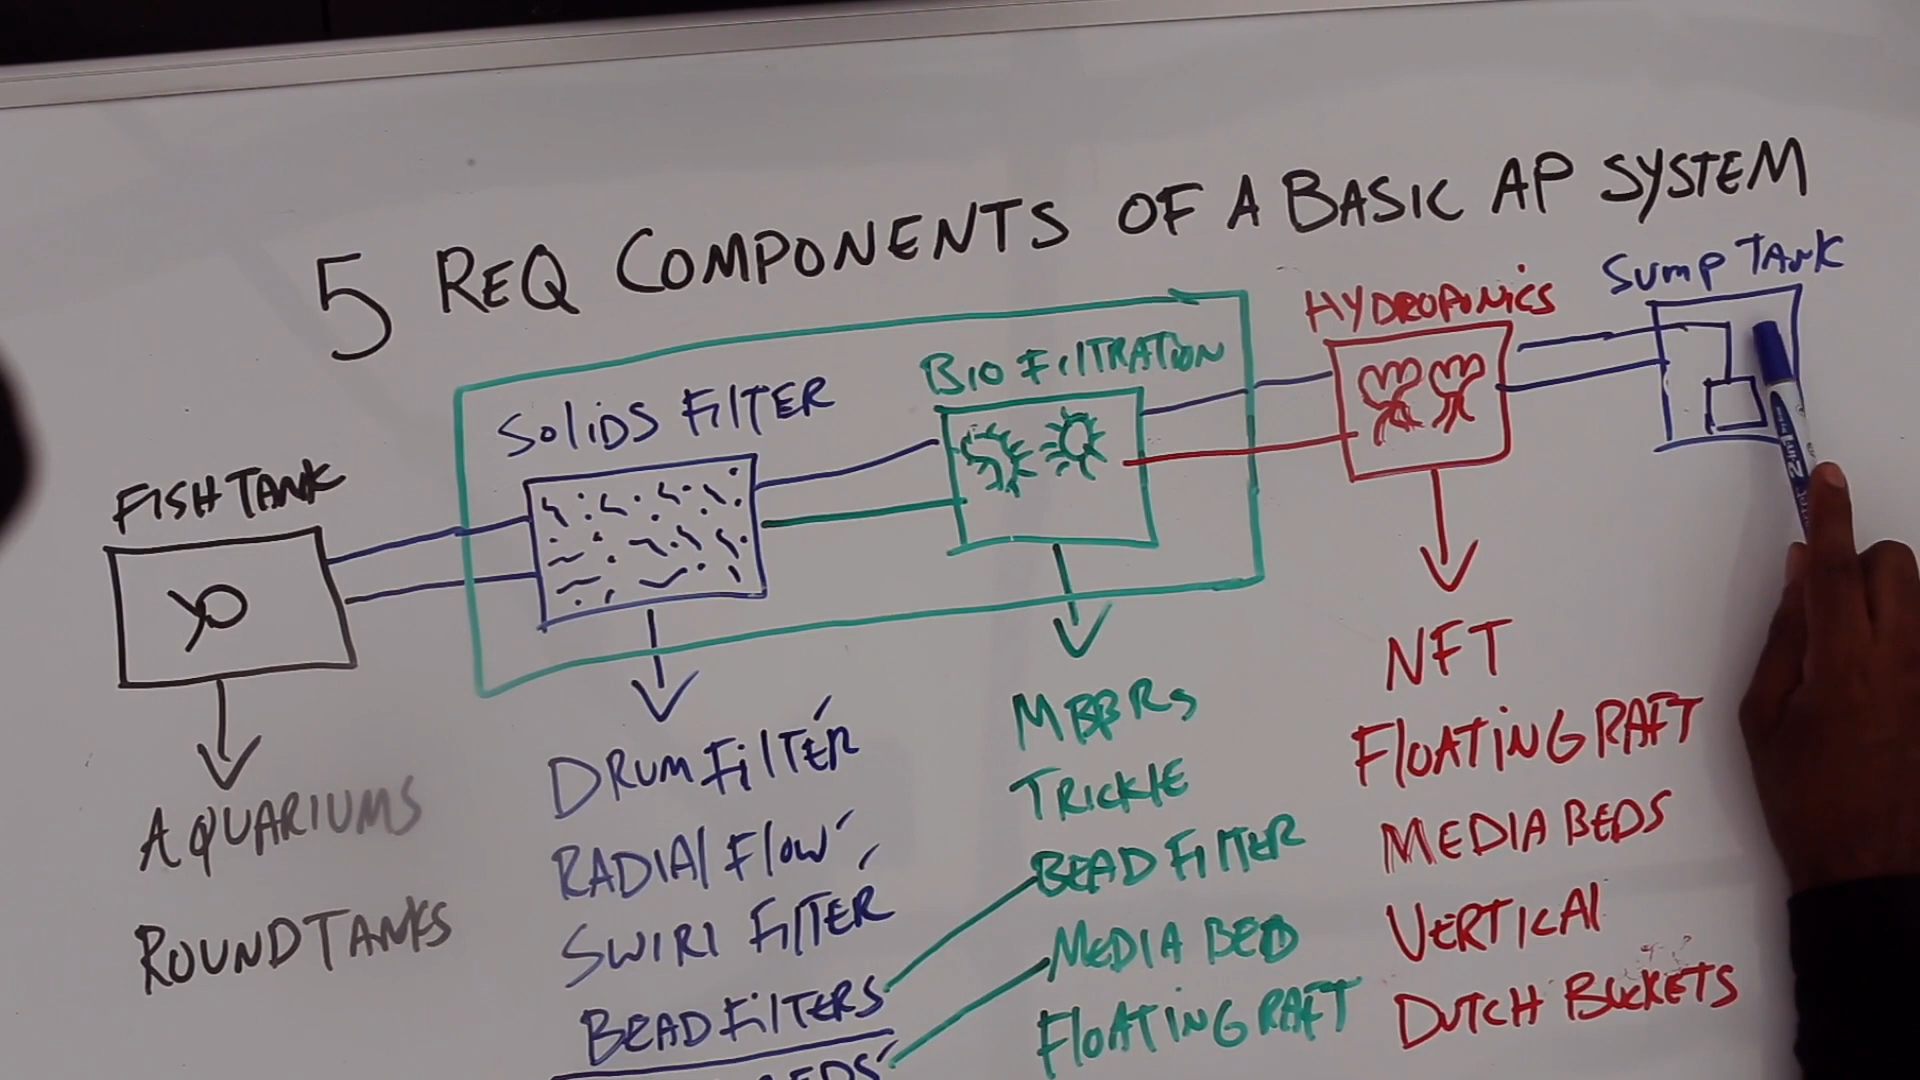 5 REQ COMPONENTS OF A BASIC AP SYSTEM
FISH TANK
SOLIDS FILTER
BIO FILTRATION
HYDROPONICS
SUMP TANK
AQUARIUMS
ROUND TANKS
DRUM FILTER
RADIAL FLOW
SWIRL FILTER
BEAD FILTERS
MBBRS
TRICKLE
BEAD FILTER
MEDIA BED
FLOATING RAFT
NFT
FLOATING RAFT
MEDIA BEDS
VERTICAL
DUTCH BUCKETS